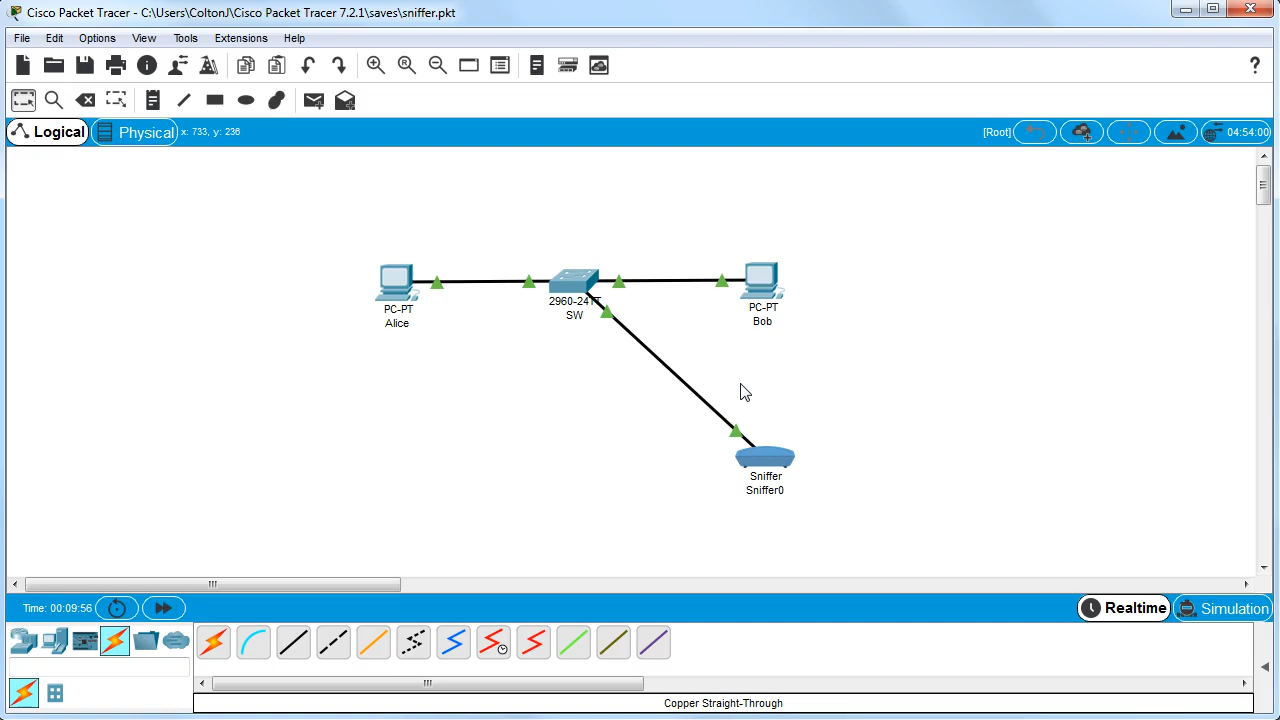 Cisco Packet Tracer - C:\Users\ColtonJ\Cisco Packet Tracer 7.2.1\saves\sniffer.pkt
File Edit Options View Tools Extensions Help
Logical Physical x: 733, y: 236 [Root] 04:54:00
PC-PT
Alice
2960-24TT
SW
PC-PT
Bob
Sniffer
Sniffer0
Time: 00:09:56 Realtime Simulation
Copper Straight-Through